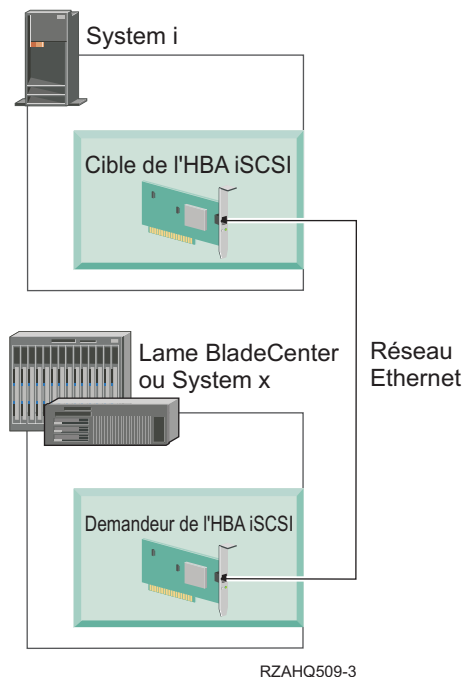 System i
Cible de l'HBA iSCSI
Lame BladeCenter
ou System x
Réseau
Ethernet
Demandeur de l'HBA iSCSI
RZAHQ509-3